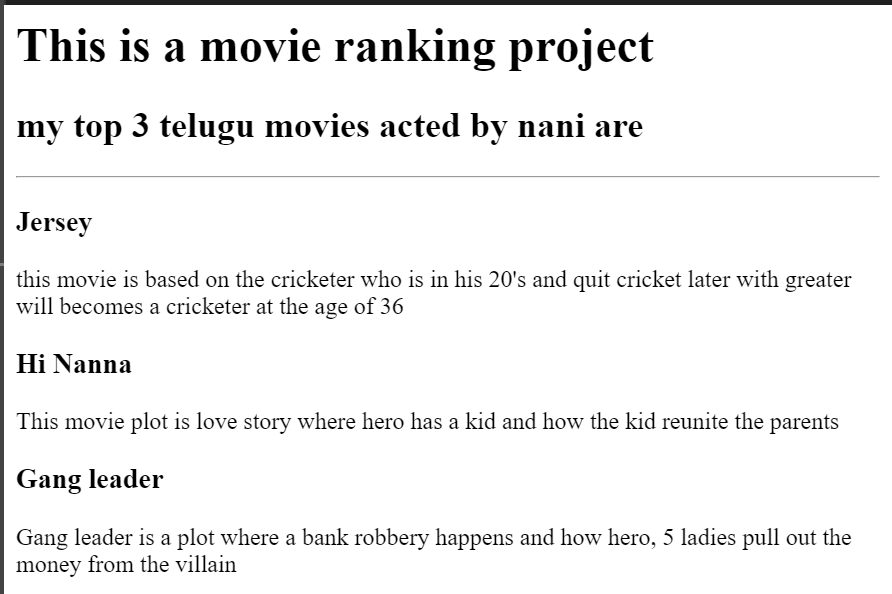 This is a movie ranking project
my top 3 telugu movies acted by nani are
Jersey
this movie is based on the cricketer who is in his 20's and quit cricket later with greater
will becomes a cricketer at the age of 36
Hi Nanna
This movie plot is love story where hero has a kid and how the kid reunite the parents
Gang leader
Gang leader is a plot where a bank robbery happens and how hero, 5 ladies pull out the
money from the villain